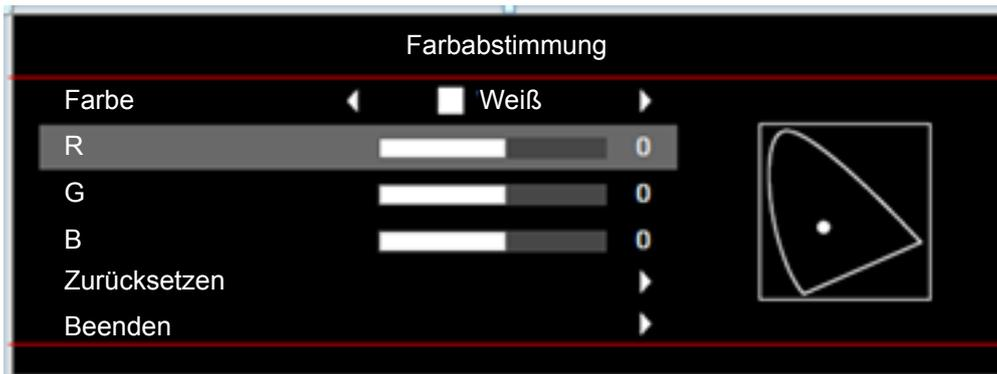 Farbabstimmung
Farbe Weiß
R 0
G 0
B 0
Zurücksetzen
Beenden